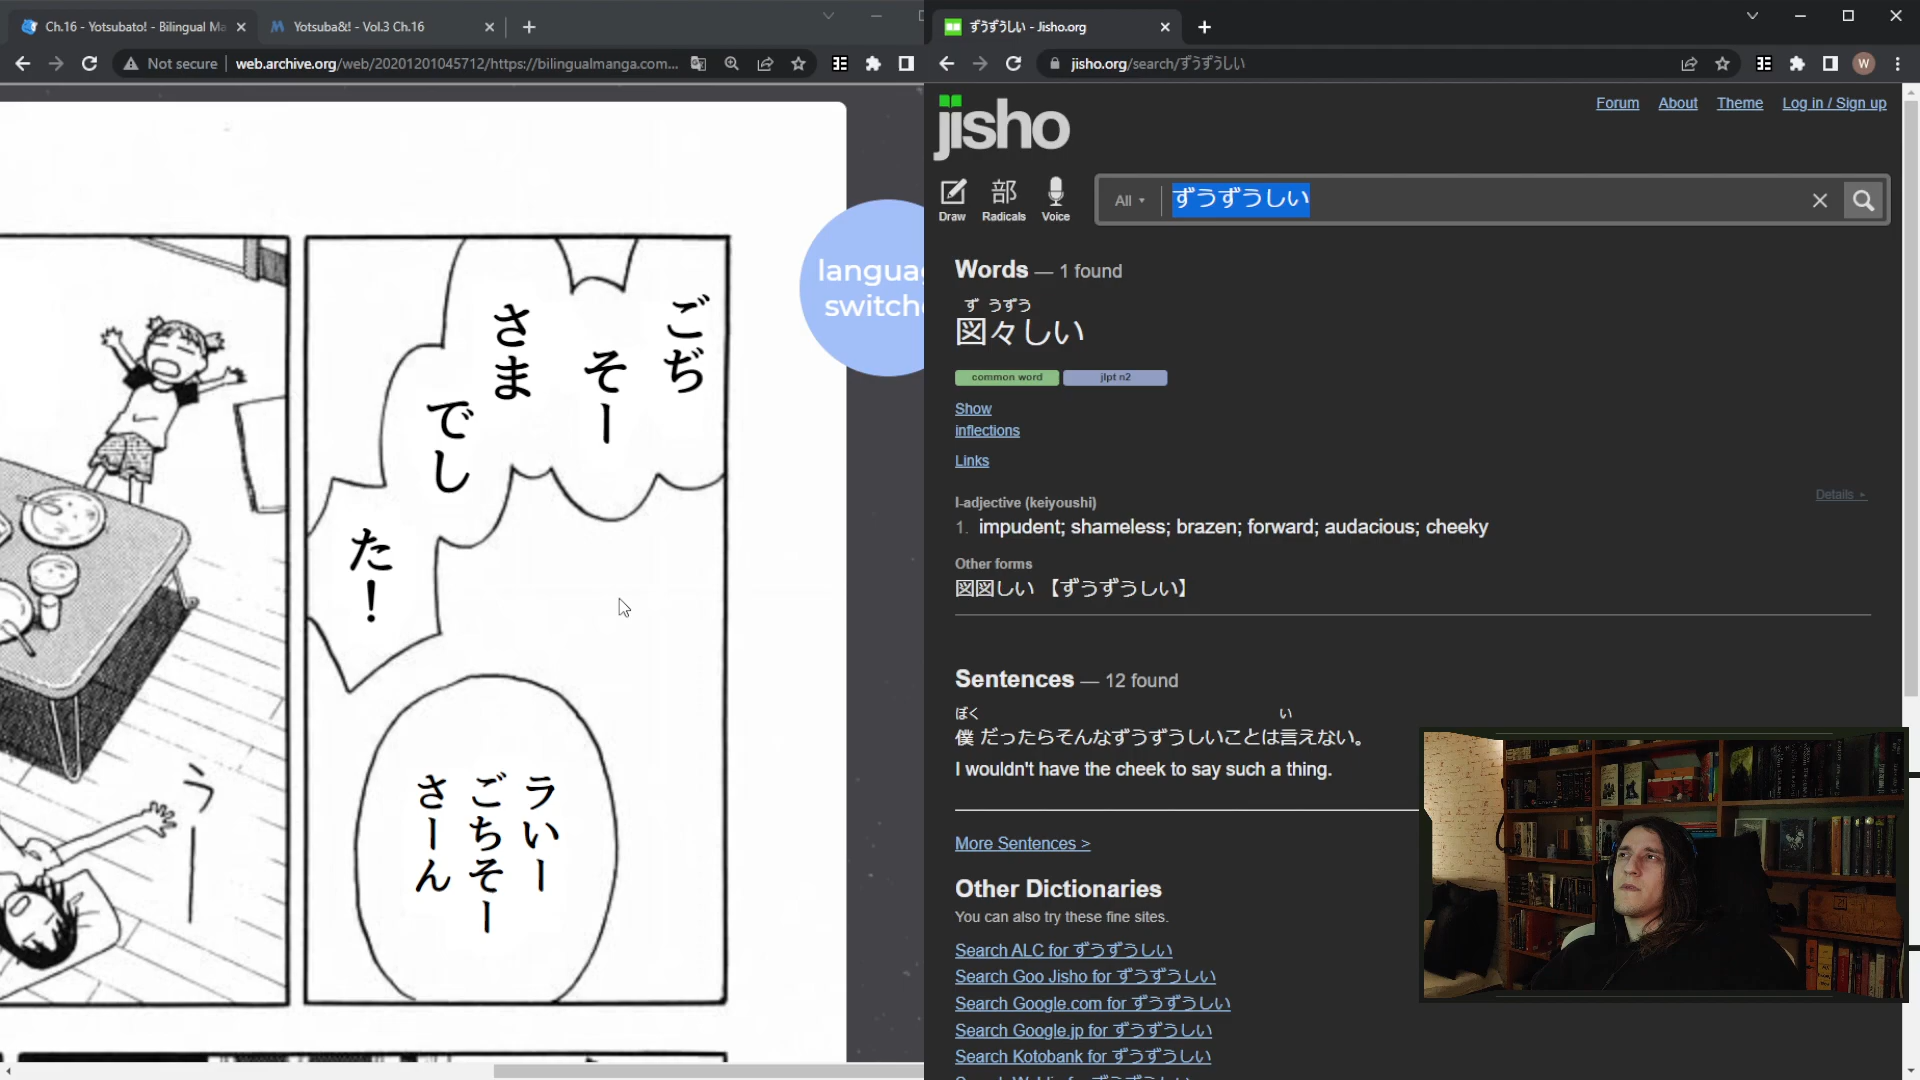 Ch.16 - Yotsubato! - Bilingual Ma
Yotsuba&! - Vol.3 Ch.16
Not secure
web.archive.org/web/20201201045712/https://bilingualmanga.com...
ごぢ
そー
さま
でし
た！
ラいー
ごちそー
さーん
うー
langua
switch
ずうずうしい - Jisho.org
jisho.org/search/ずうずうしい
W
jisho
Forum
About
Theme
Log in / Sign up
部
Draw
Radicals
Voice
All
ずうずうしい
Words — 1 found
ず うずう
図々しい
common word
jlpt n2
Show
inflections
Links
Details
I-adjective (keiyoushi)
1. impudent; shameless; brazen; forward; audacious; cheeky
Other forms
図図しい 【ずうずうしい】
Sentences — 12 found
ぼく い
僕 だったらそんなずうずうしいことは言えない。
I wouldn't have the cheek to say such a thing.
More Sentences >
Other Dictionaries
You can also try these fine sites.
Search ALC for ずうずうしい
Search Goo Jisho for ずうずうしい
Search Google.com for ずうずうしい
Search Google.jp for ずうずうしい
Search Kotobank for ずうずうしい